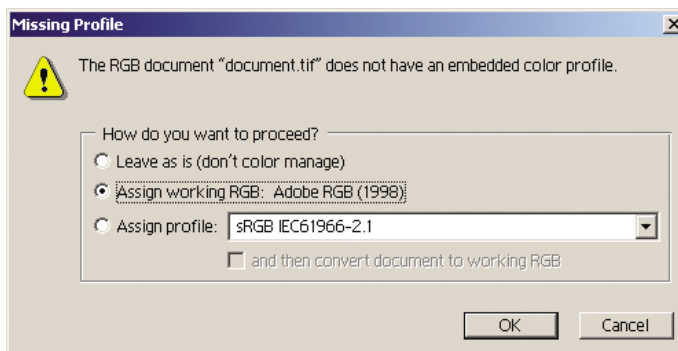 Missing Profile
The RGB document “document.tif” does not have an embedded color profile.
How do you want to proceed?
Leave as is (don't color manage)
Assign working RGB: Adobe RGB (1998)
Assign profile: sRGB IEC61966-2.1
and then convert document to working RGB
OK Cancel